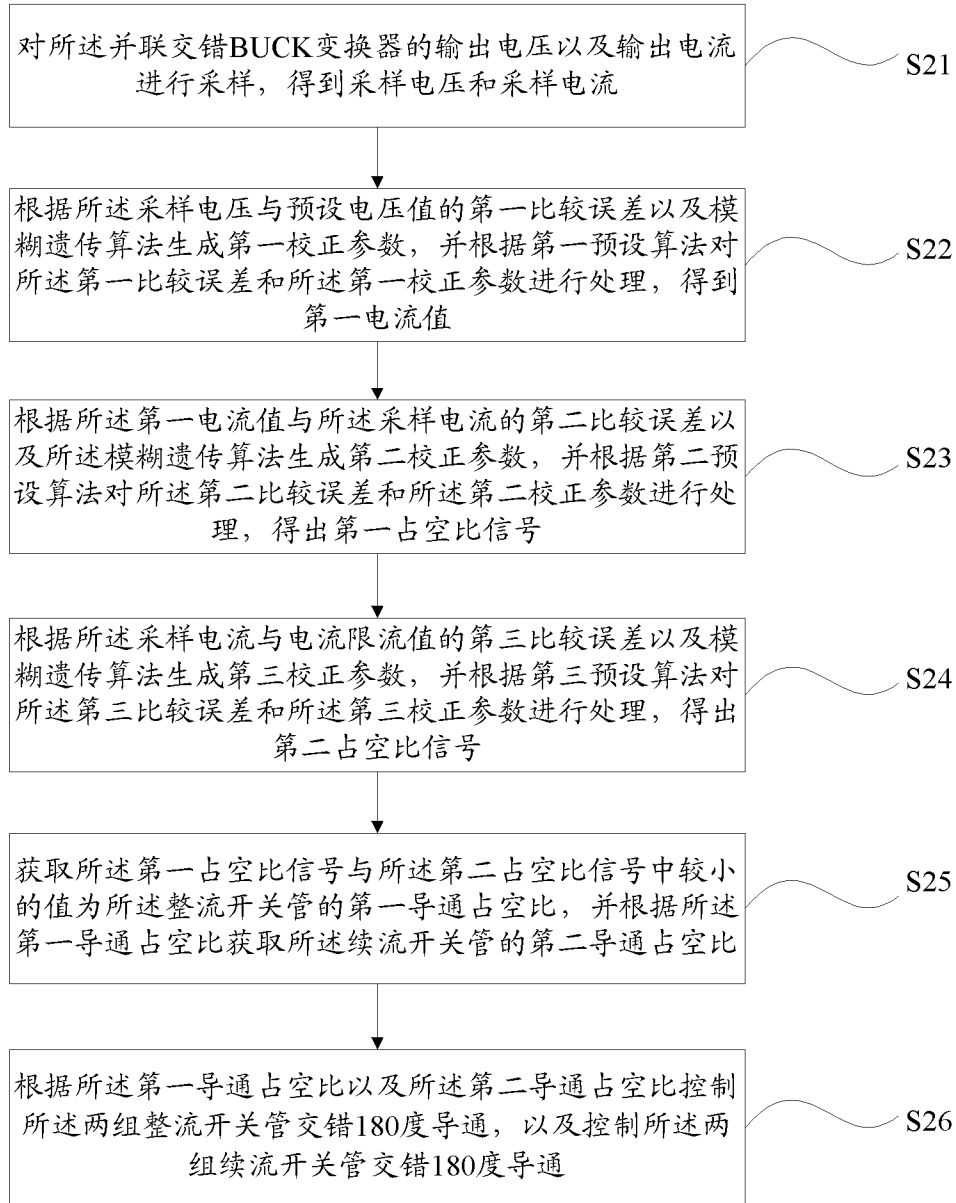 对所述并联交错BUCK变换器的输出电压以及输出电流
进行采样，得到采样电压和采样电流
S21
根据所述采样电压与预设电压值的第一比较误差以及模
糊遗传算法生成第一校正参数，并根据第一预设算法对
所述第一比较误差和所述第一校正参数进行处理，得到
第一电流值
S22
根据所述第一电流值与所述采样电流的第二比较误差以
及所述模糊遗传算法生成第二校正参数，并根据第二预
设算法对所述第二比较误差和所述第二校正参数进行处
理，得出第一占空比信号
S23
根据所述采样电流与电流限流值的第三比较误差以及模
糊遗传算法生成第三校正参数，并根据第三预设算法对
所述第三比较误差和所述第三校正参数进行处理，得出
第二占空比信号
S24
获取所述第一占空比信号与所述第二占空比信号中较小
的值为所述整流开关管的第一导通占空比，并根据所述
第一导通占空比获取所述续流开关管的第二导通占空比
S25
根据所述第一导通占空比以及所述第二导通占空比控制
所述两组整流开关管交错180度导通，以及控制所述两
组续流开关管交错180度导通
S26